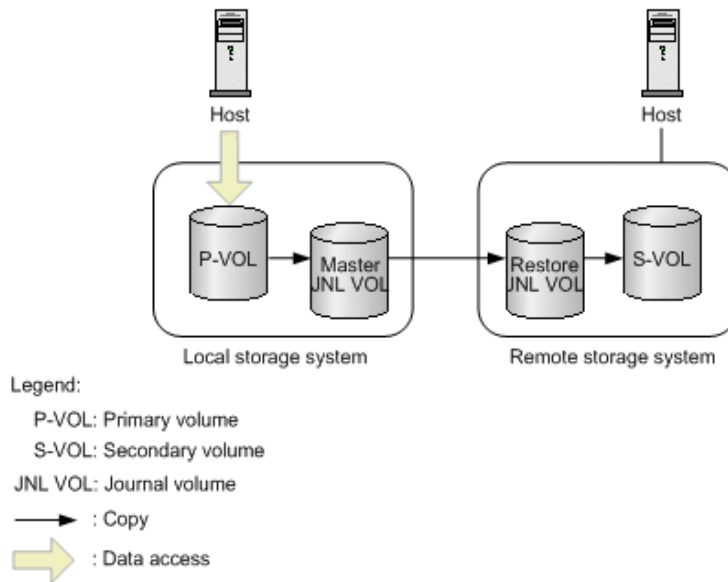 Host
Host
P-VOL
Master
JNL VOL
Restore
JNL VOL
S-VOL
Local storage system
Remote storage system
Legend:
P-VOL: Primary volume
S-VOL: Secondary volume
JNL VOL: Journal volume
: Copy
: Data access